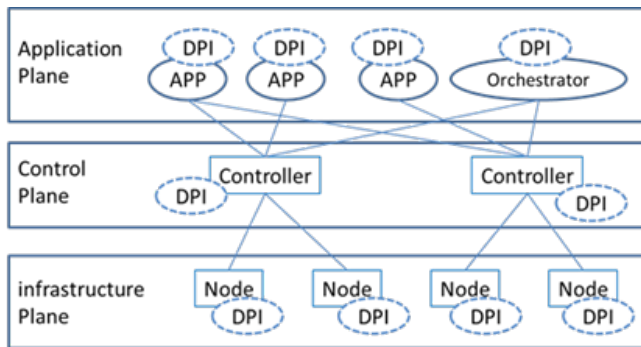 Application
Plane
DPI DPI DPI DPI
APP APP APP Orchestrator
Control
Plane
Controller Controller
DPI DPI
infrastructure
Plane
Node Node Node Node
DPI DPI DPI DPI